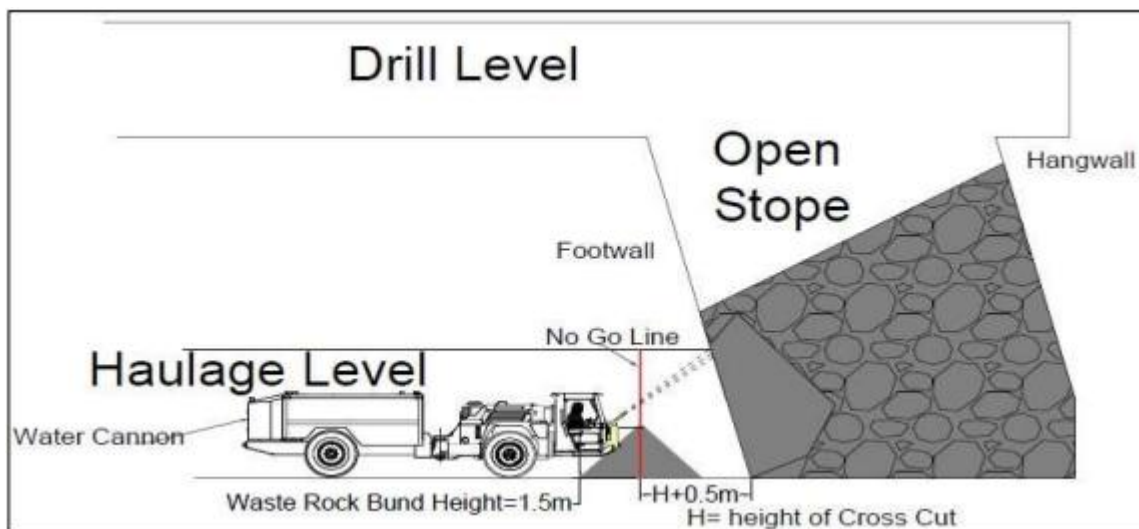 Drill Level
Open
Stope
Hangwall
Footwall
No Go Line
Haulage Level
Water Cannon
Waste Rock Bund Height=1.5m
H+0.5m
H= height of Cross Cut